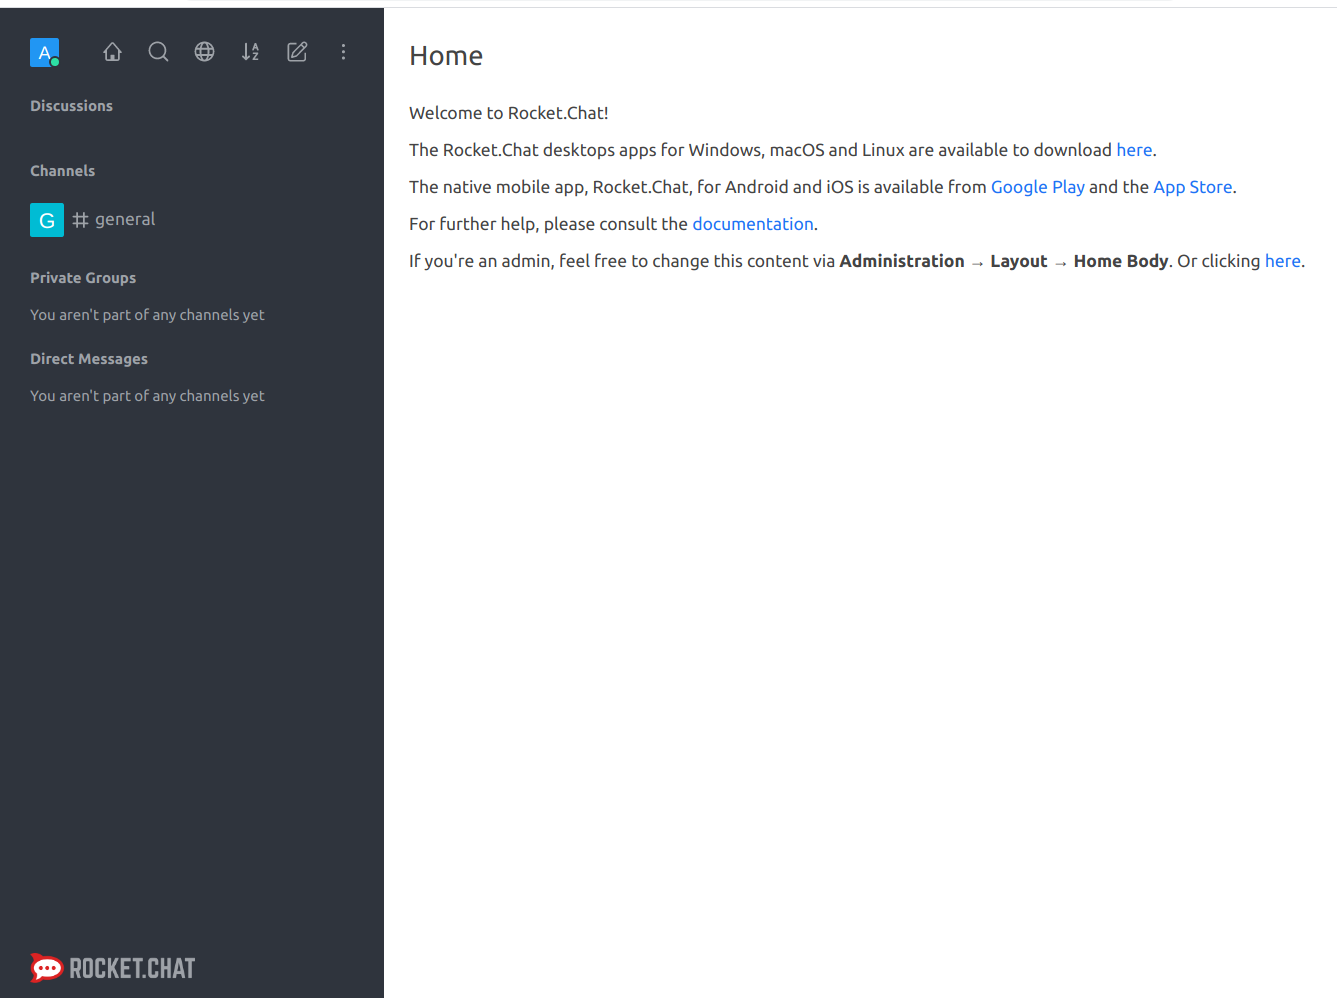 A
Discussions
Channels
G general
Private Groups
You aren't part of any channels yet
Direct Messages
You aren't part of any channels yet
ROCKET.CHAT
Home
Welcome to Rocket.Chat!
The Rocket.Chat desktops apps for Windows, macOS and Linux are available to download here.
The native mobile app, Rocket.Chat, for Android and iOS is available from Google Play and the App Store.
For further help, please consult the documentation.
If you're an admin, feel free to change this content via Administration → Layout → Home Body. Or clicking here.